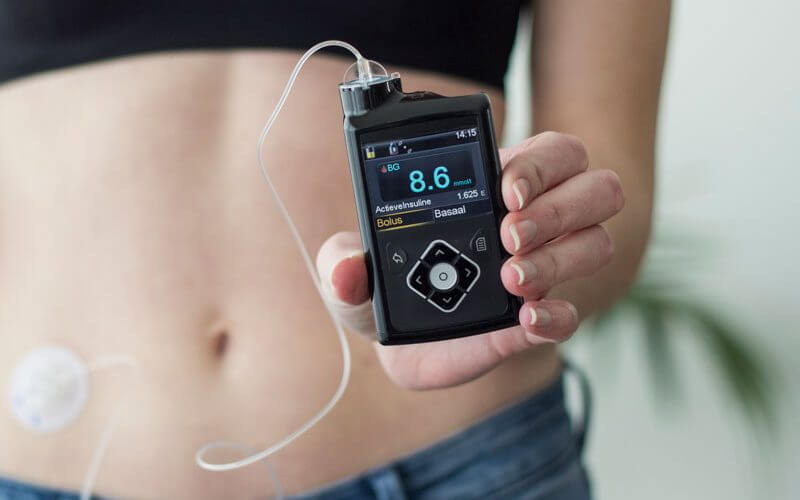 14:15
BG
8.6 mmol/l
ActieveInsuline 1.625 E
Bolus Basaal